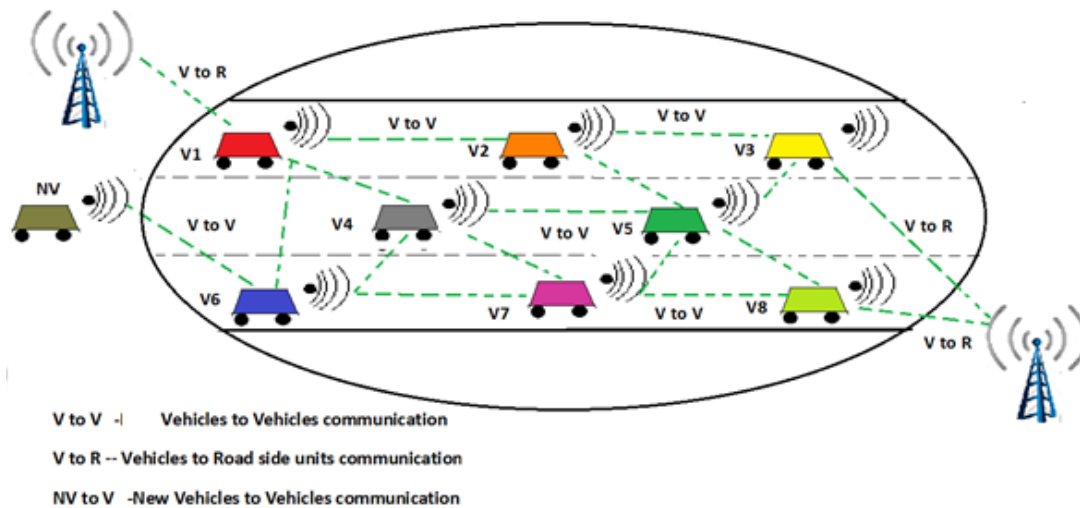 V to R
V to V
V to V
V1
V2
V3
NV
V to V
V4
V to V
V5
V to R
V6
V7
V to V
V8
V to R
V to V -l Vehicles to Vehicles communication
V to R -- Vehicles to Road side units communication
NV to V -New Vehicles to Vehicles communication